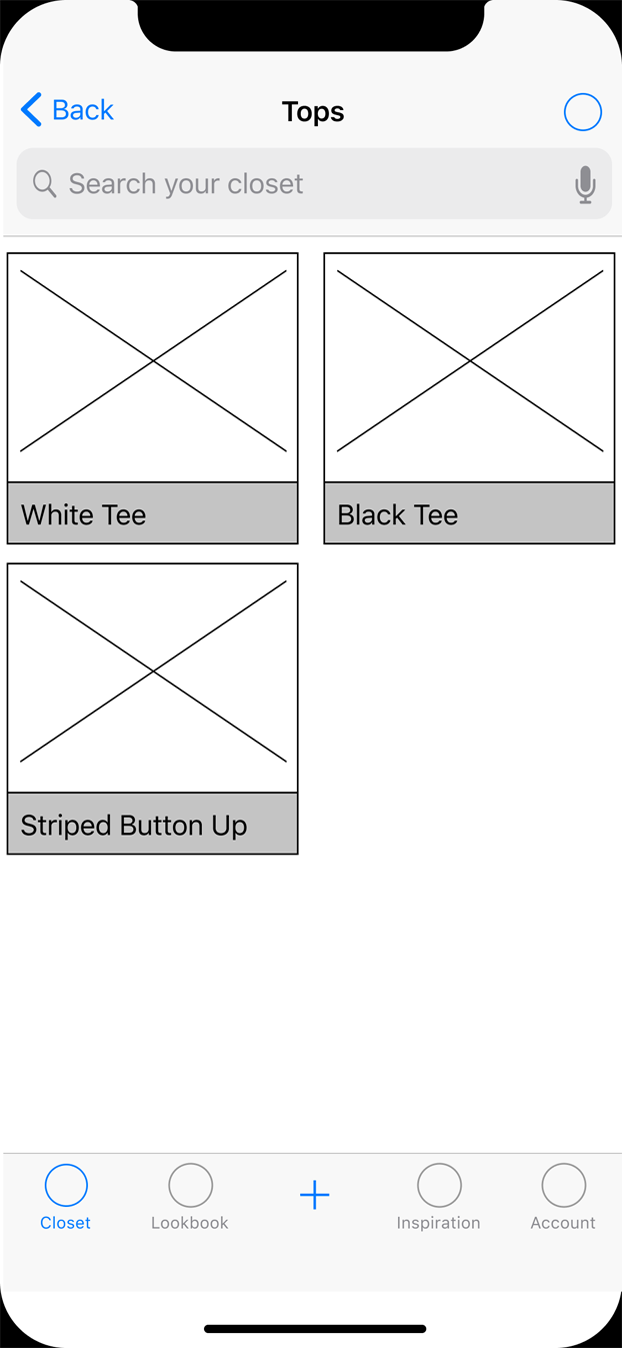 Back
Tops
Search your closet
White Tee
Black Tee
Striped Button Up
Closet
Lookbook
Inspiration
Account